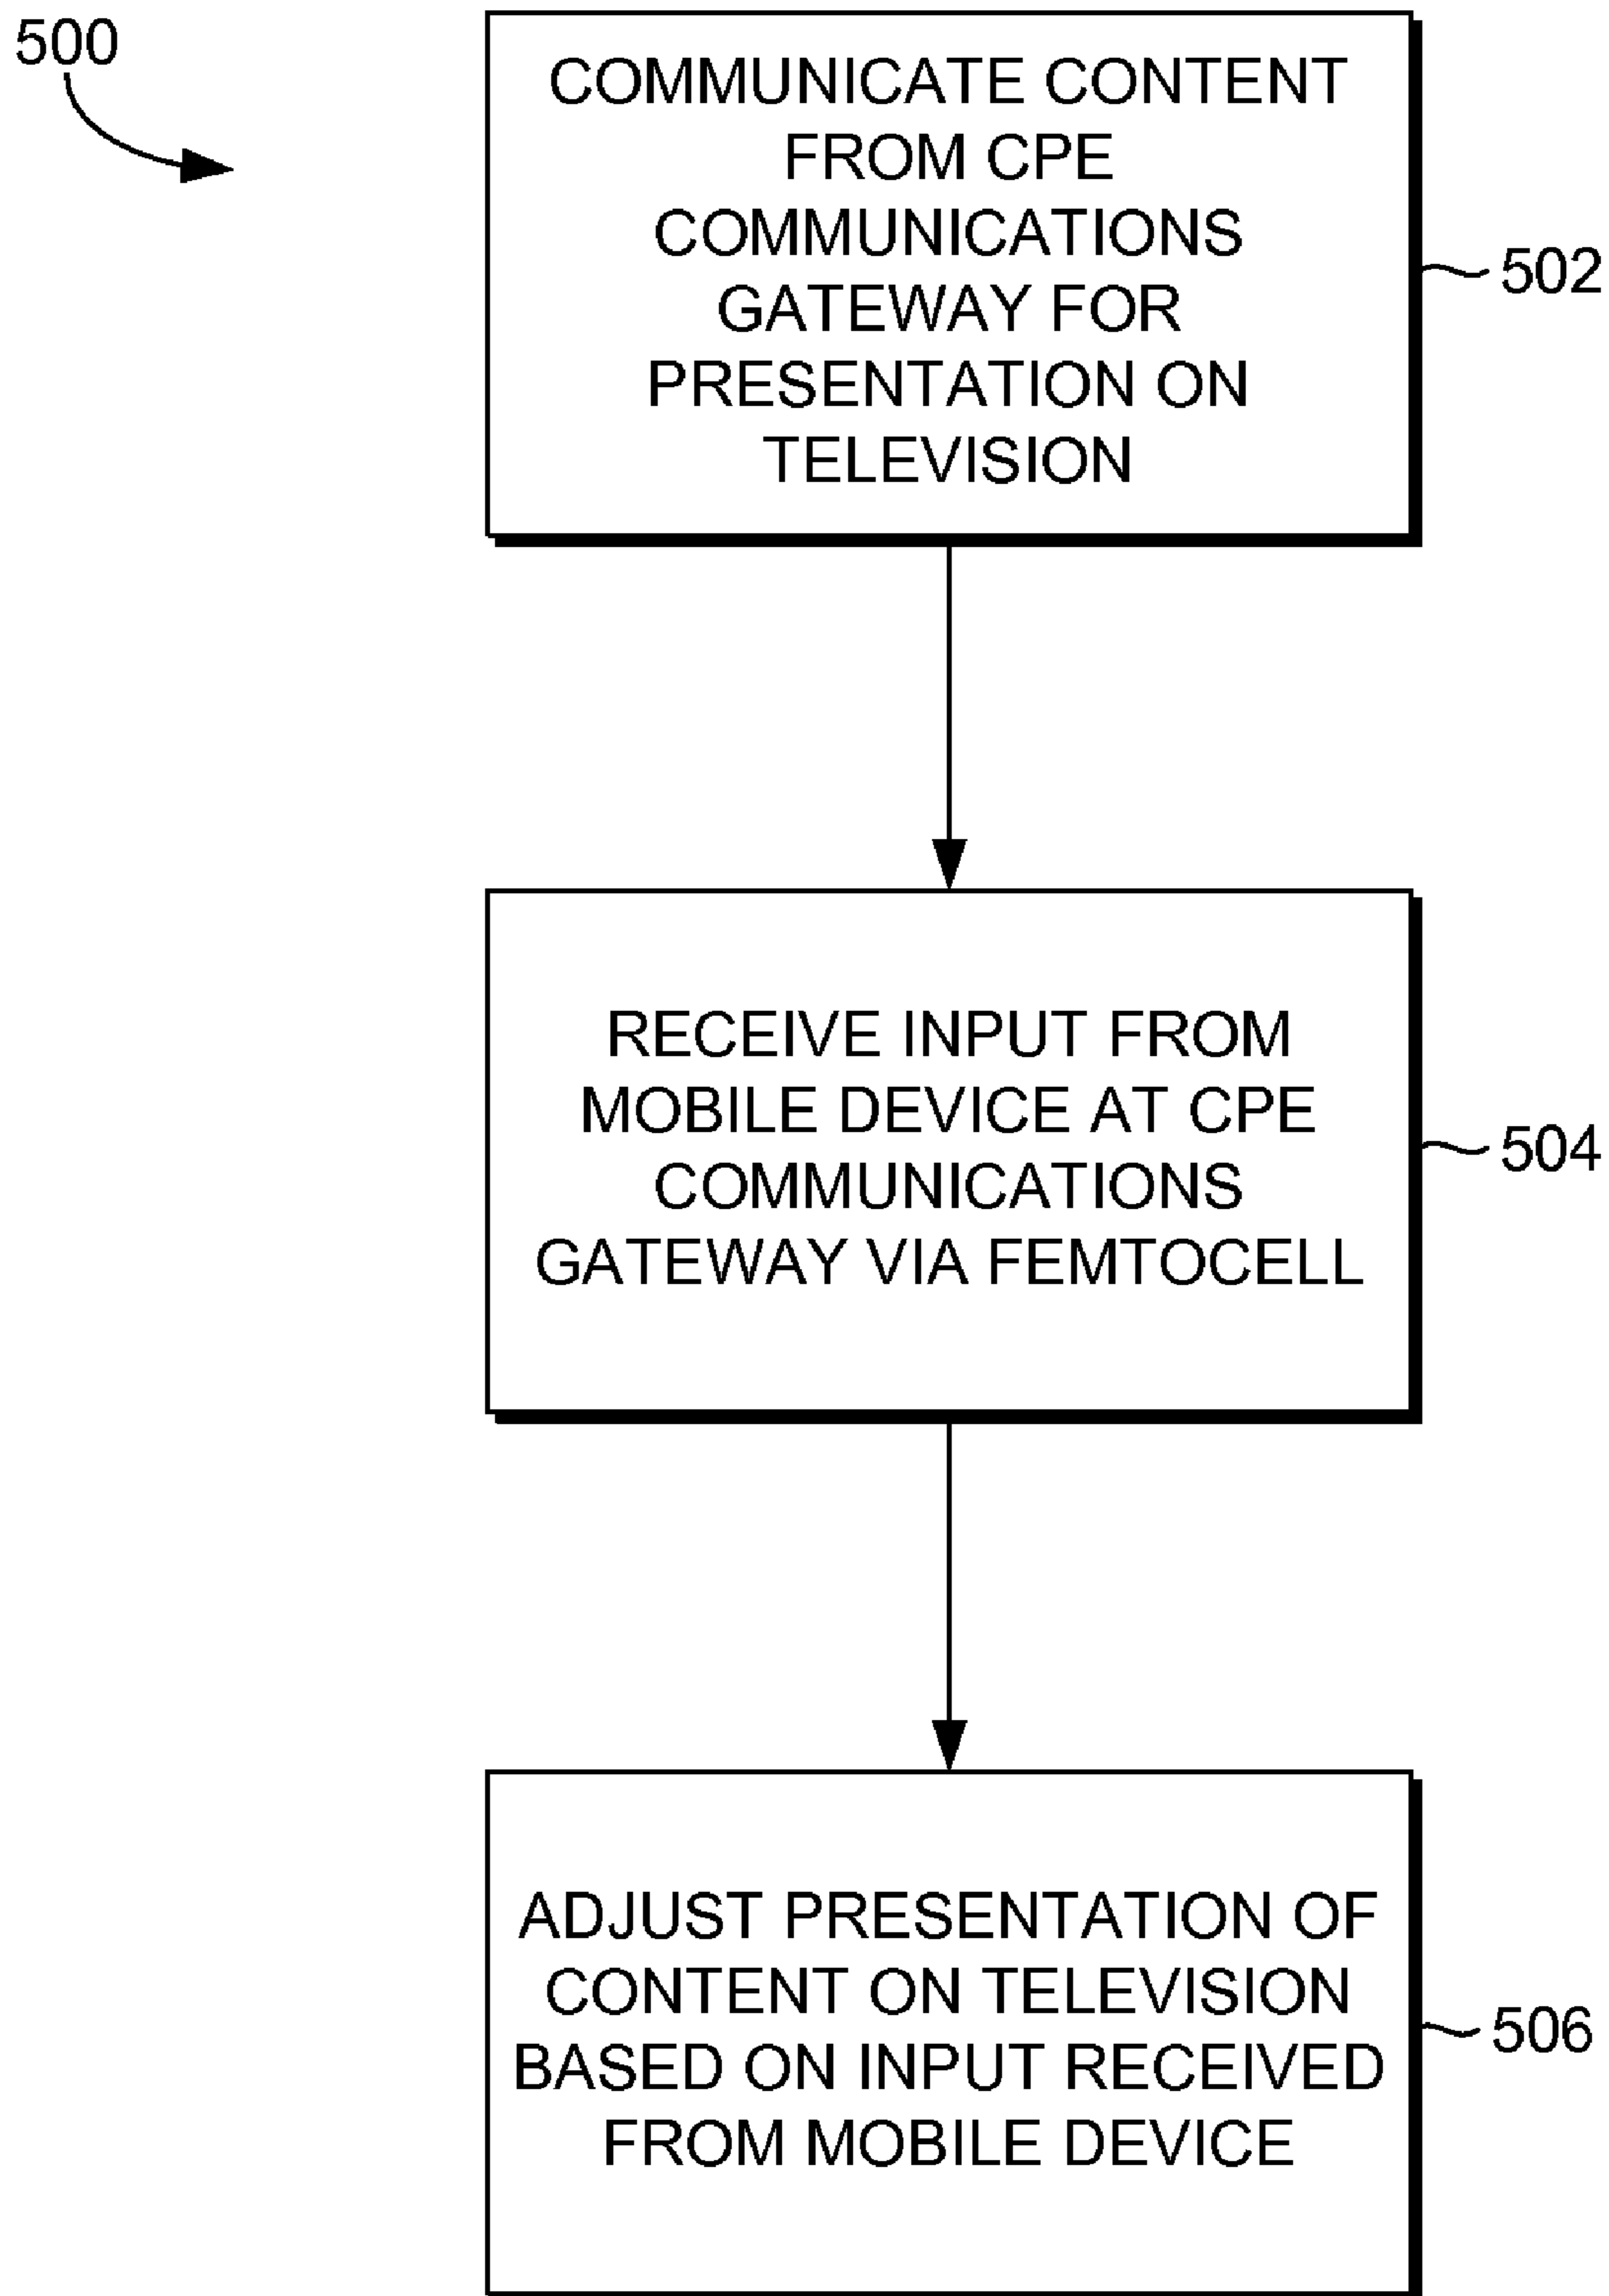 500
COMMUNICATE CONTENT
FROM CPE
COMMUNICATIONS
GATEWAY FOR
PRESENTATION ON
TELEVISION
502
RECEIVE INPUT FROM
MOBILE DEVICE AT CPE
COMMUNICATIONS
GATEWAY VIA FEMTOCELL
504
ADJUST PRESENTATION OF
CONTENT ON TELEVISION
BASED ON INPUT RECEIVED
FROM MOBILE DEVICE
506